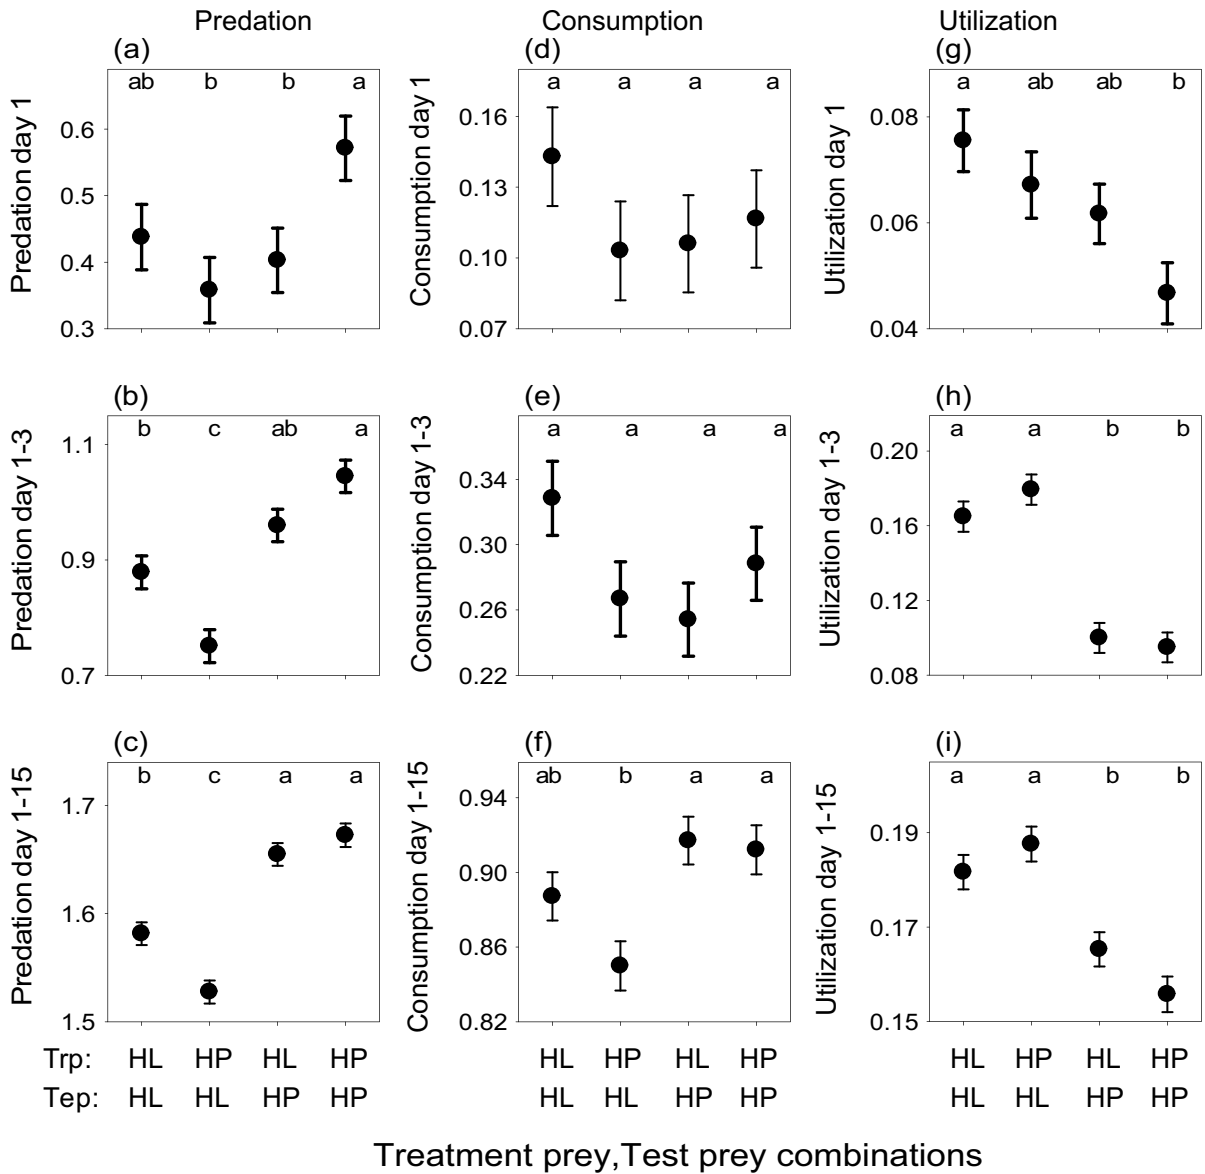 Predation Consumption Utilization
(a) (d) (g)
ab b b a
a a a a
a ab ab b
Predation day 1
0.6
0.5
0.4
0.3
Consumption day 1
0.16
0.13
0.10
0.07
Utilization day 1
0.08
0.06
0.04
(b) (e) (h)
b c ab a
a a a a
a a b b
Predation day 1-3
1.1
0.9
0.7
Consumption day 1-3
0.34
0.30
0.26
0.22
Utilization day 1-3
0.20
0.16
0.12
0.08
(c) (f) (i)
b c a a
ab b a a
a a b b
Predation day 1-15
1.7
1.6
1.5
Consumption day 1-15
0.94
0.90
0.86
0.82
Utilization day 1-15
0.19
0.17
0.15
Trp: HL HP HL HP HL HP HL HP HL HP HL HP
Tep: HL HL HP HP HL HL HP HP HL HL HP HP
Treatment prey,Test prey combinations